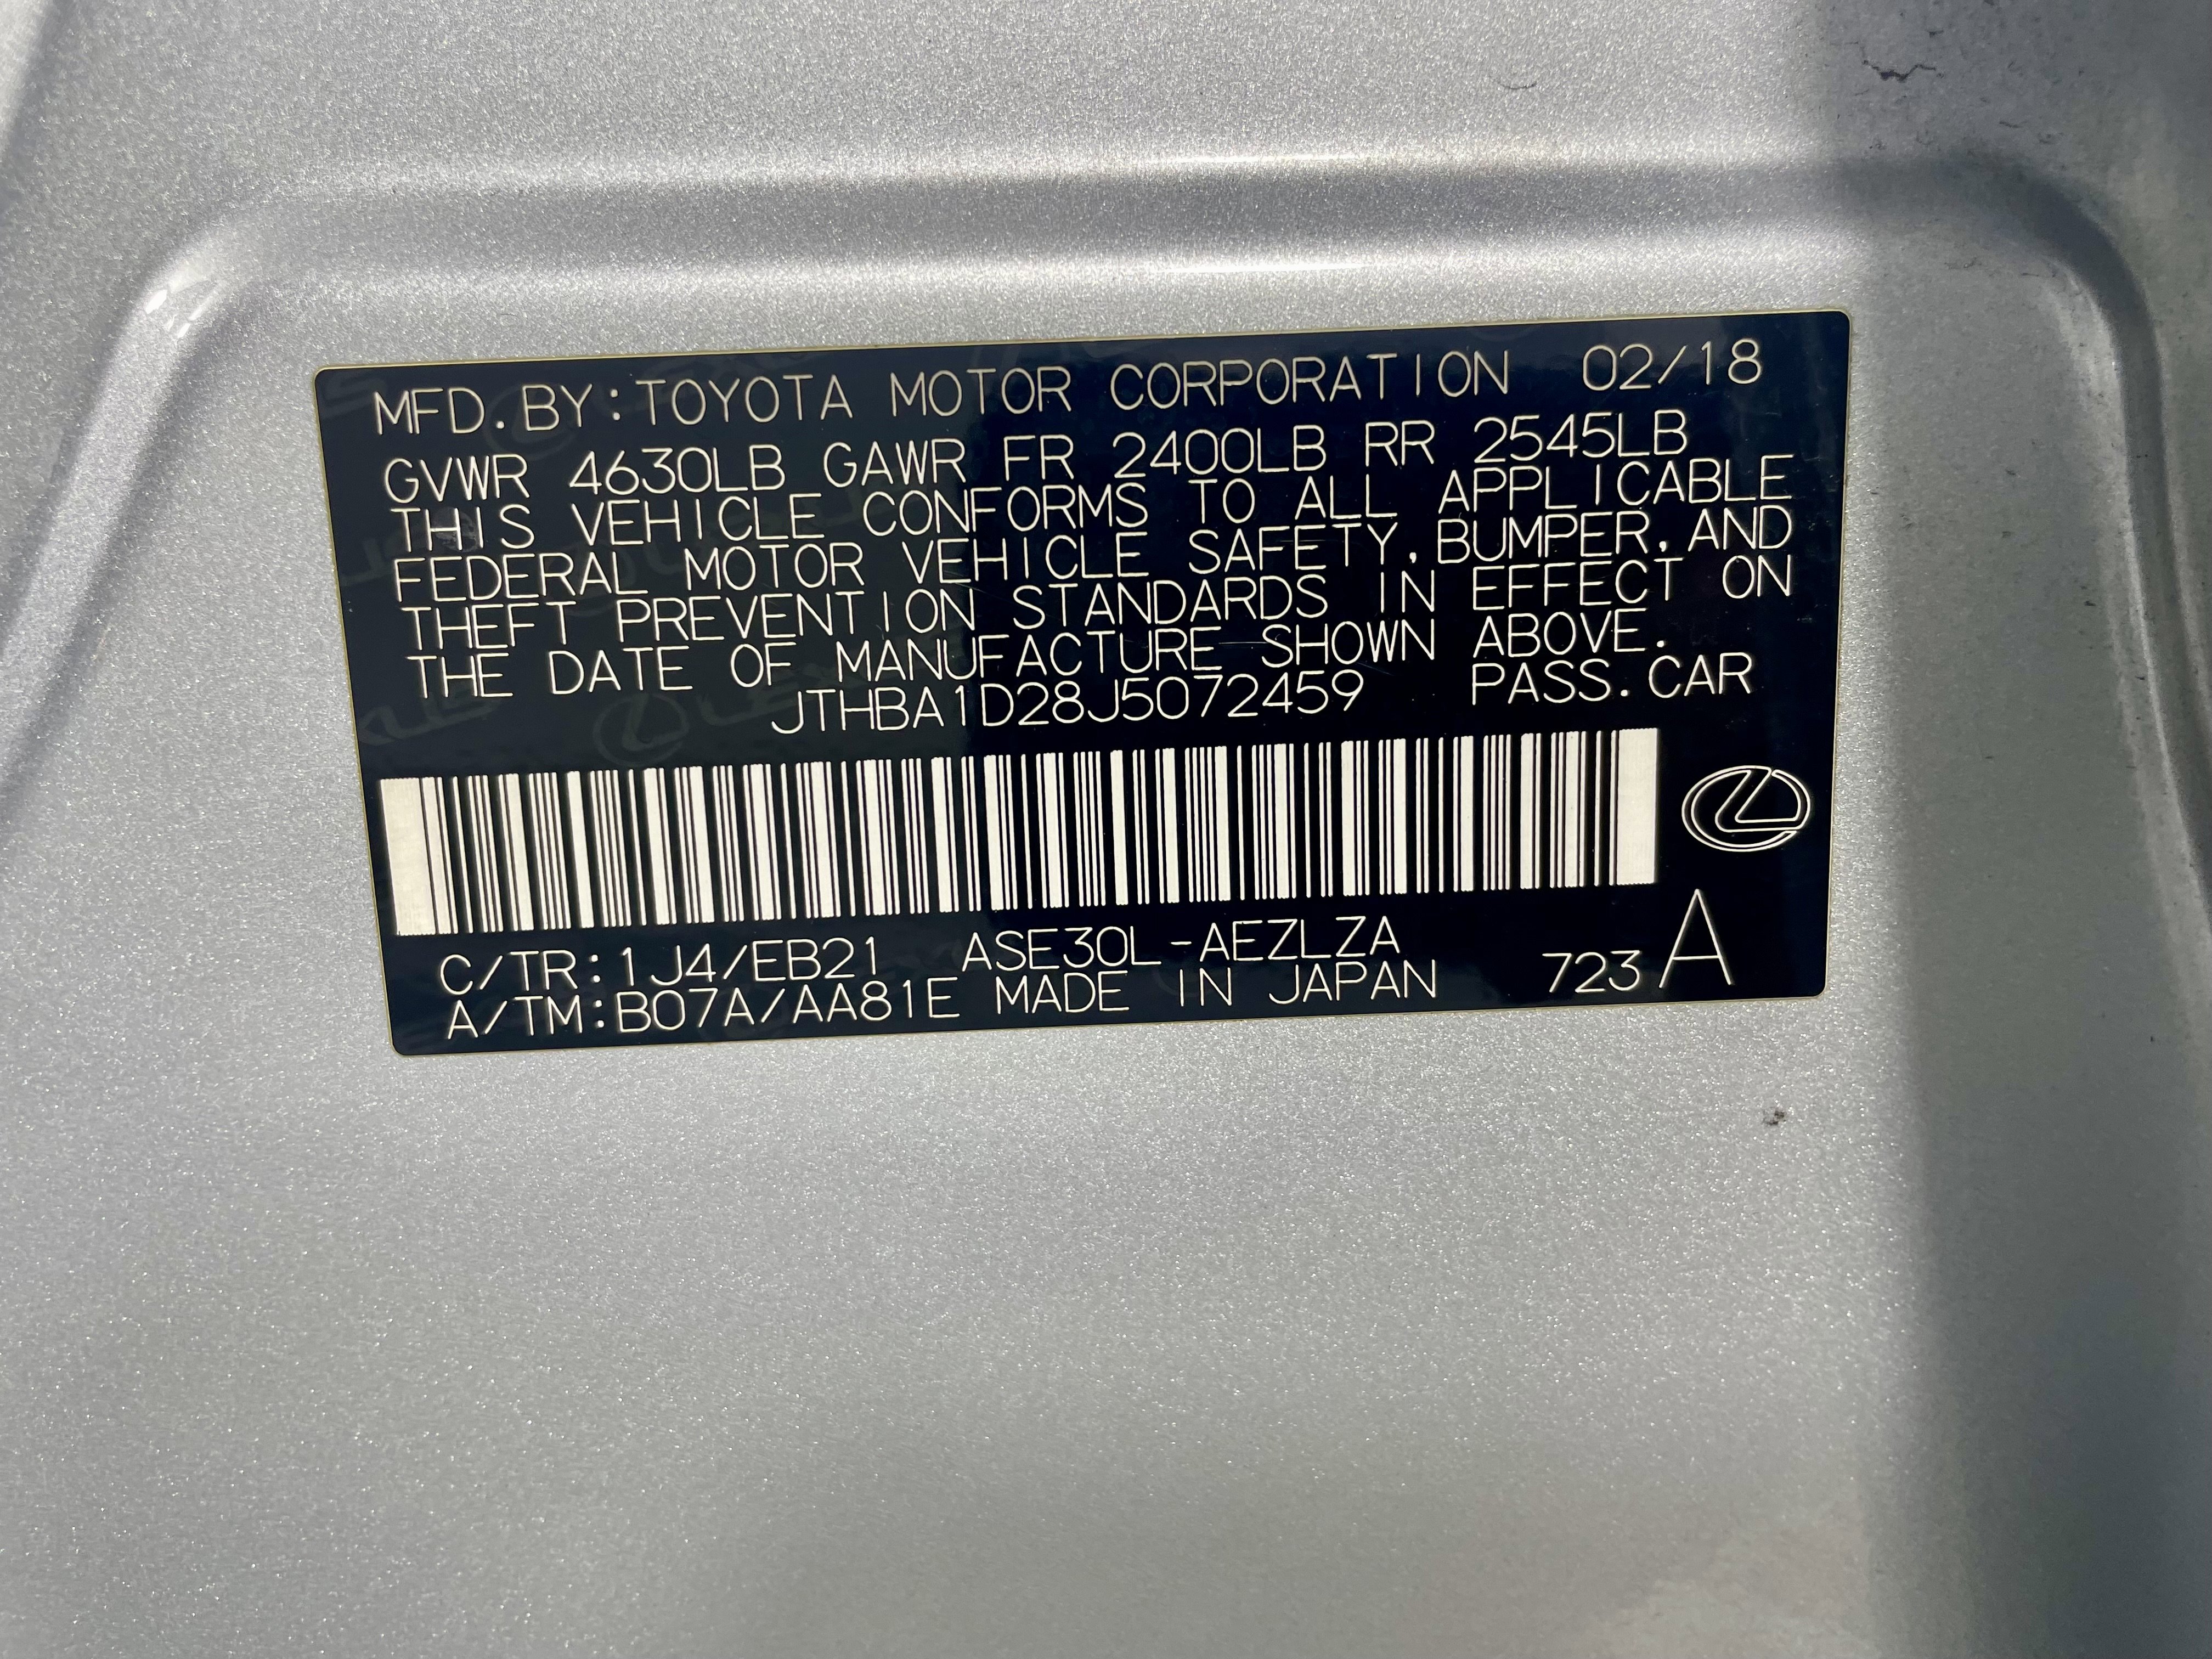 MFD. BY: TOYOTA MOTOR CORPORATION 02/18
GVWR 4630LB GAWR FR 2400LB RR 2545LB
THIS VEHICLE CONFORMS TO ALL APPLICABLE
FEDERAL MOTOR VEHICLE SAFETY, BUMPER, AND
THEFT PREVENTION STANDARDS IN EFFECT ON
THE DATE OF MANUFACTURE SHOWN ABOVE.
JTHBA1D28J5072459 PASS. CAR
C/TR: 1J4/EB21 ASE30L-AEZLZA
A/TM: B07A/AA81E MADE IN JAPAN 723 A